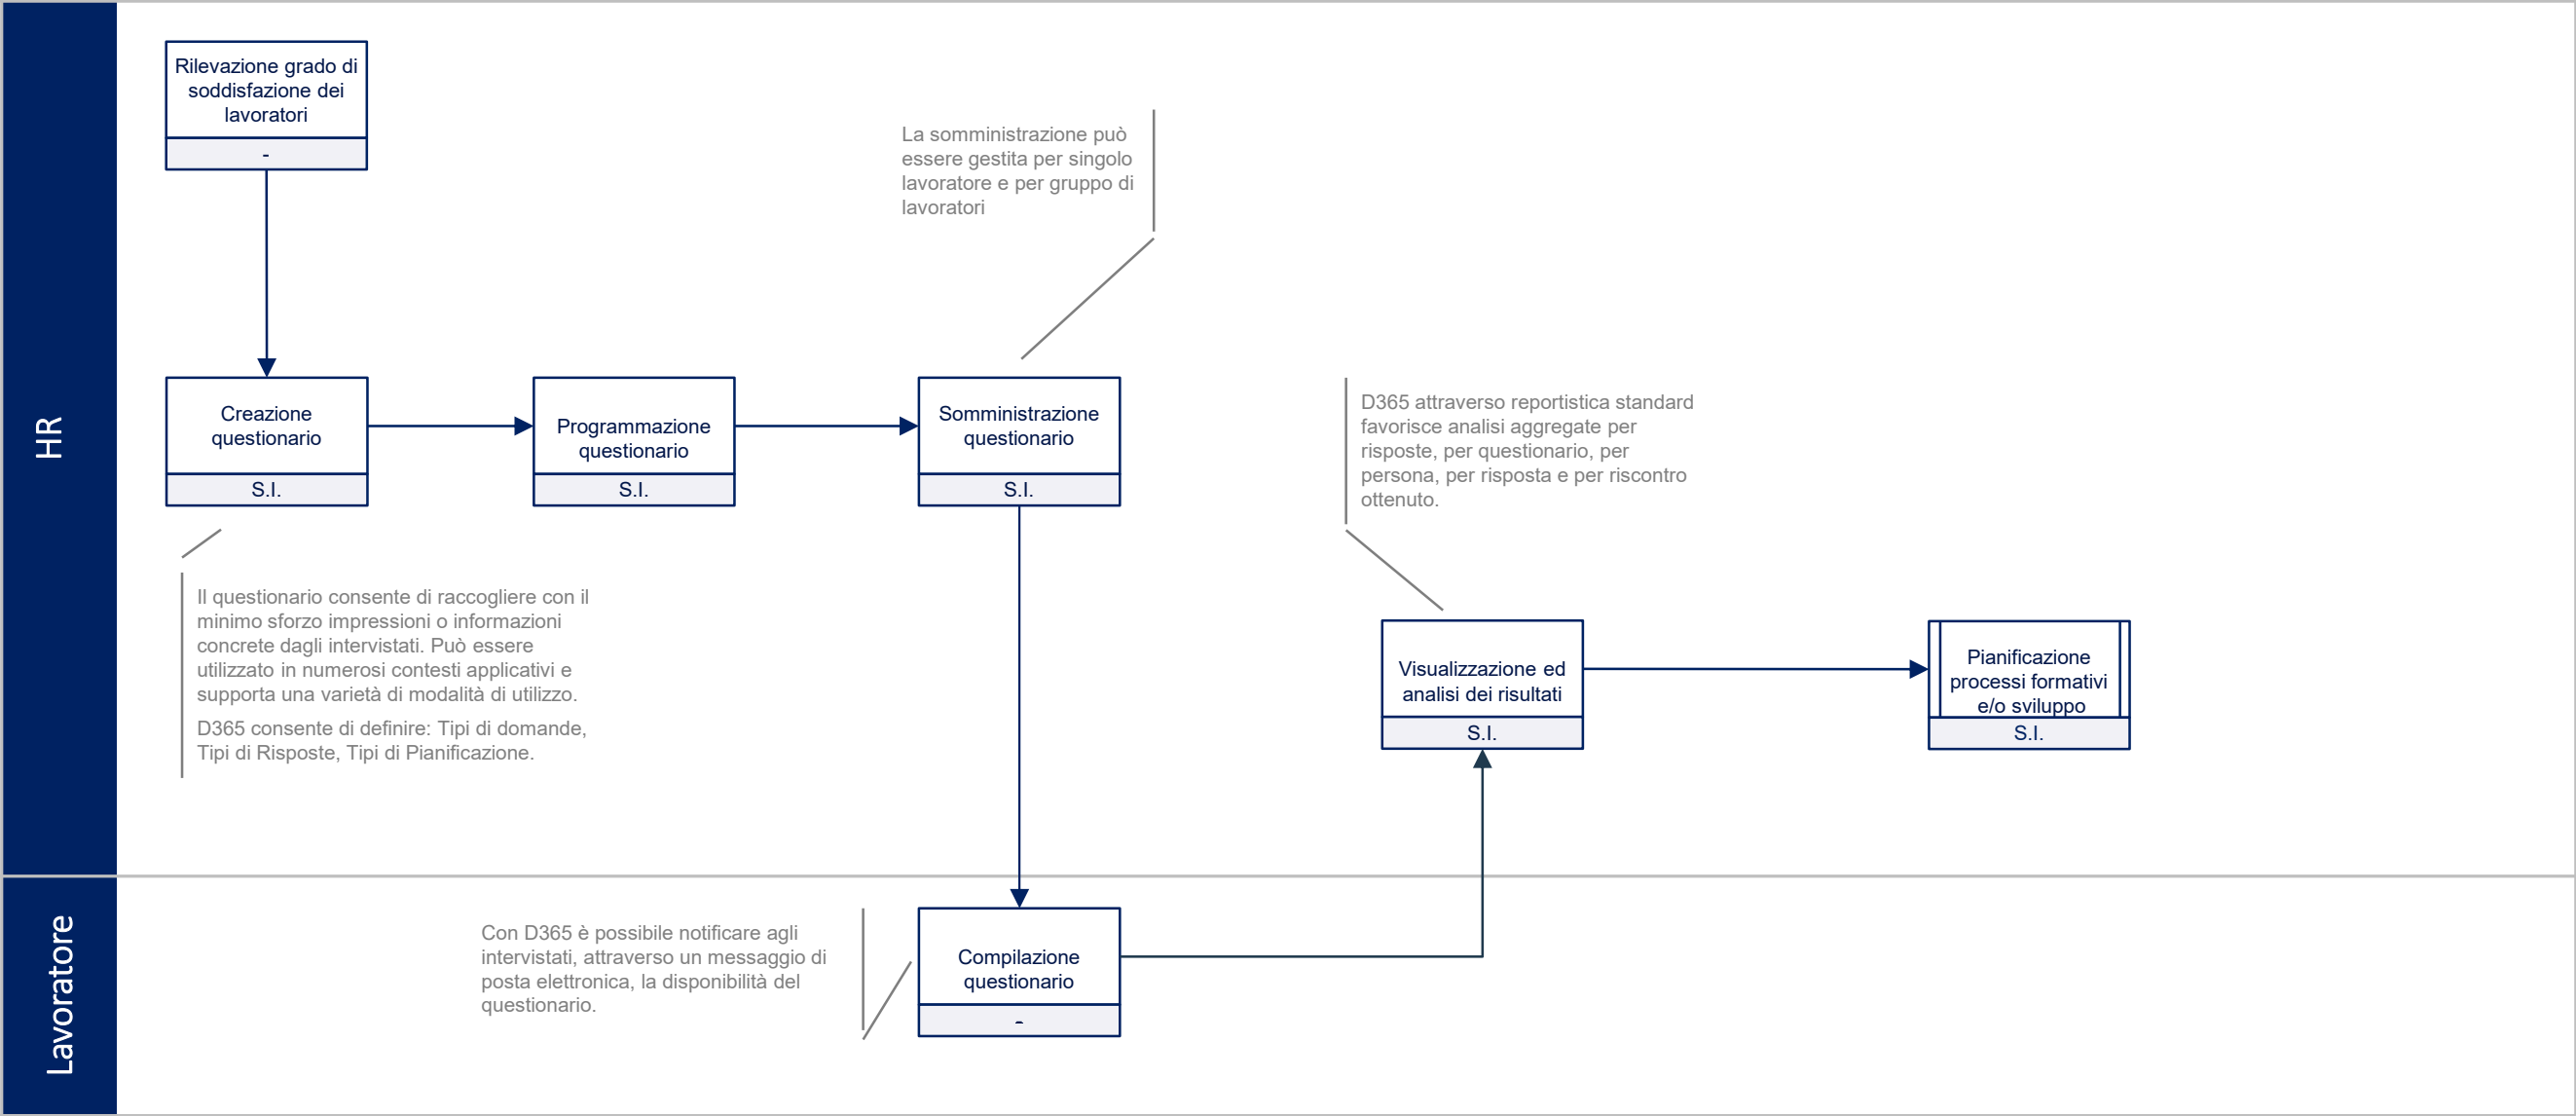 HR
Rilevazione grado di
soddisfazione dei
lavoratori
-
La somministrazione può
essere gestita per singolo
lavoratore e per gruppo di
lavoratori
Creazione
questionario
S.I.
Programmazione
questionario
S.I.
Somministrazione
questionario
S.I.
D365 attraverso reportistica standard
favorisce analisi aggregate per
risposte, per questionario, per
persona, per risposta e per riscontro
ottenuto.
Il questionario consente di raccogliere con il
minimo sforzo impressioni o informazioni
concrete dagli intervistati. Può essere
utilizzato in numerosi contesti applicativi e
supporta una varietà di modalità di utilizzo.
D365 consente di definire: Tipi di domande,
Tipi di Risposte, Tipi di Pianificazione.
Visualizzazione ed
analisi dei risultati
S.I.
Pianificazione
processi formativi
e/o sviluppo
S.I.
Lavoratore
Con D365 è possibile notificare agli
intervistati, attraverso un messaggio di
posta elettronica, la disponibilità del
questionario.
Compilazione
questionario
-